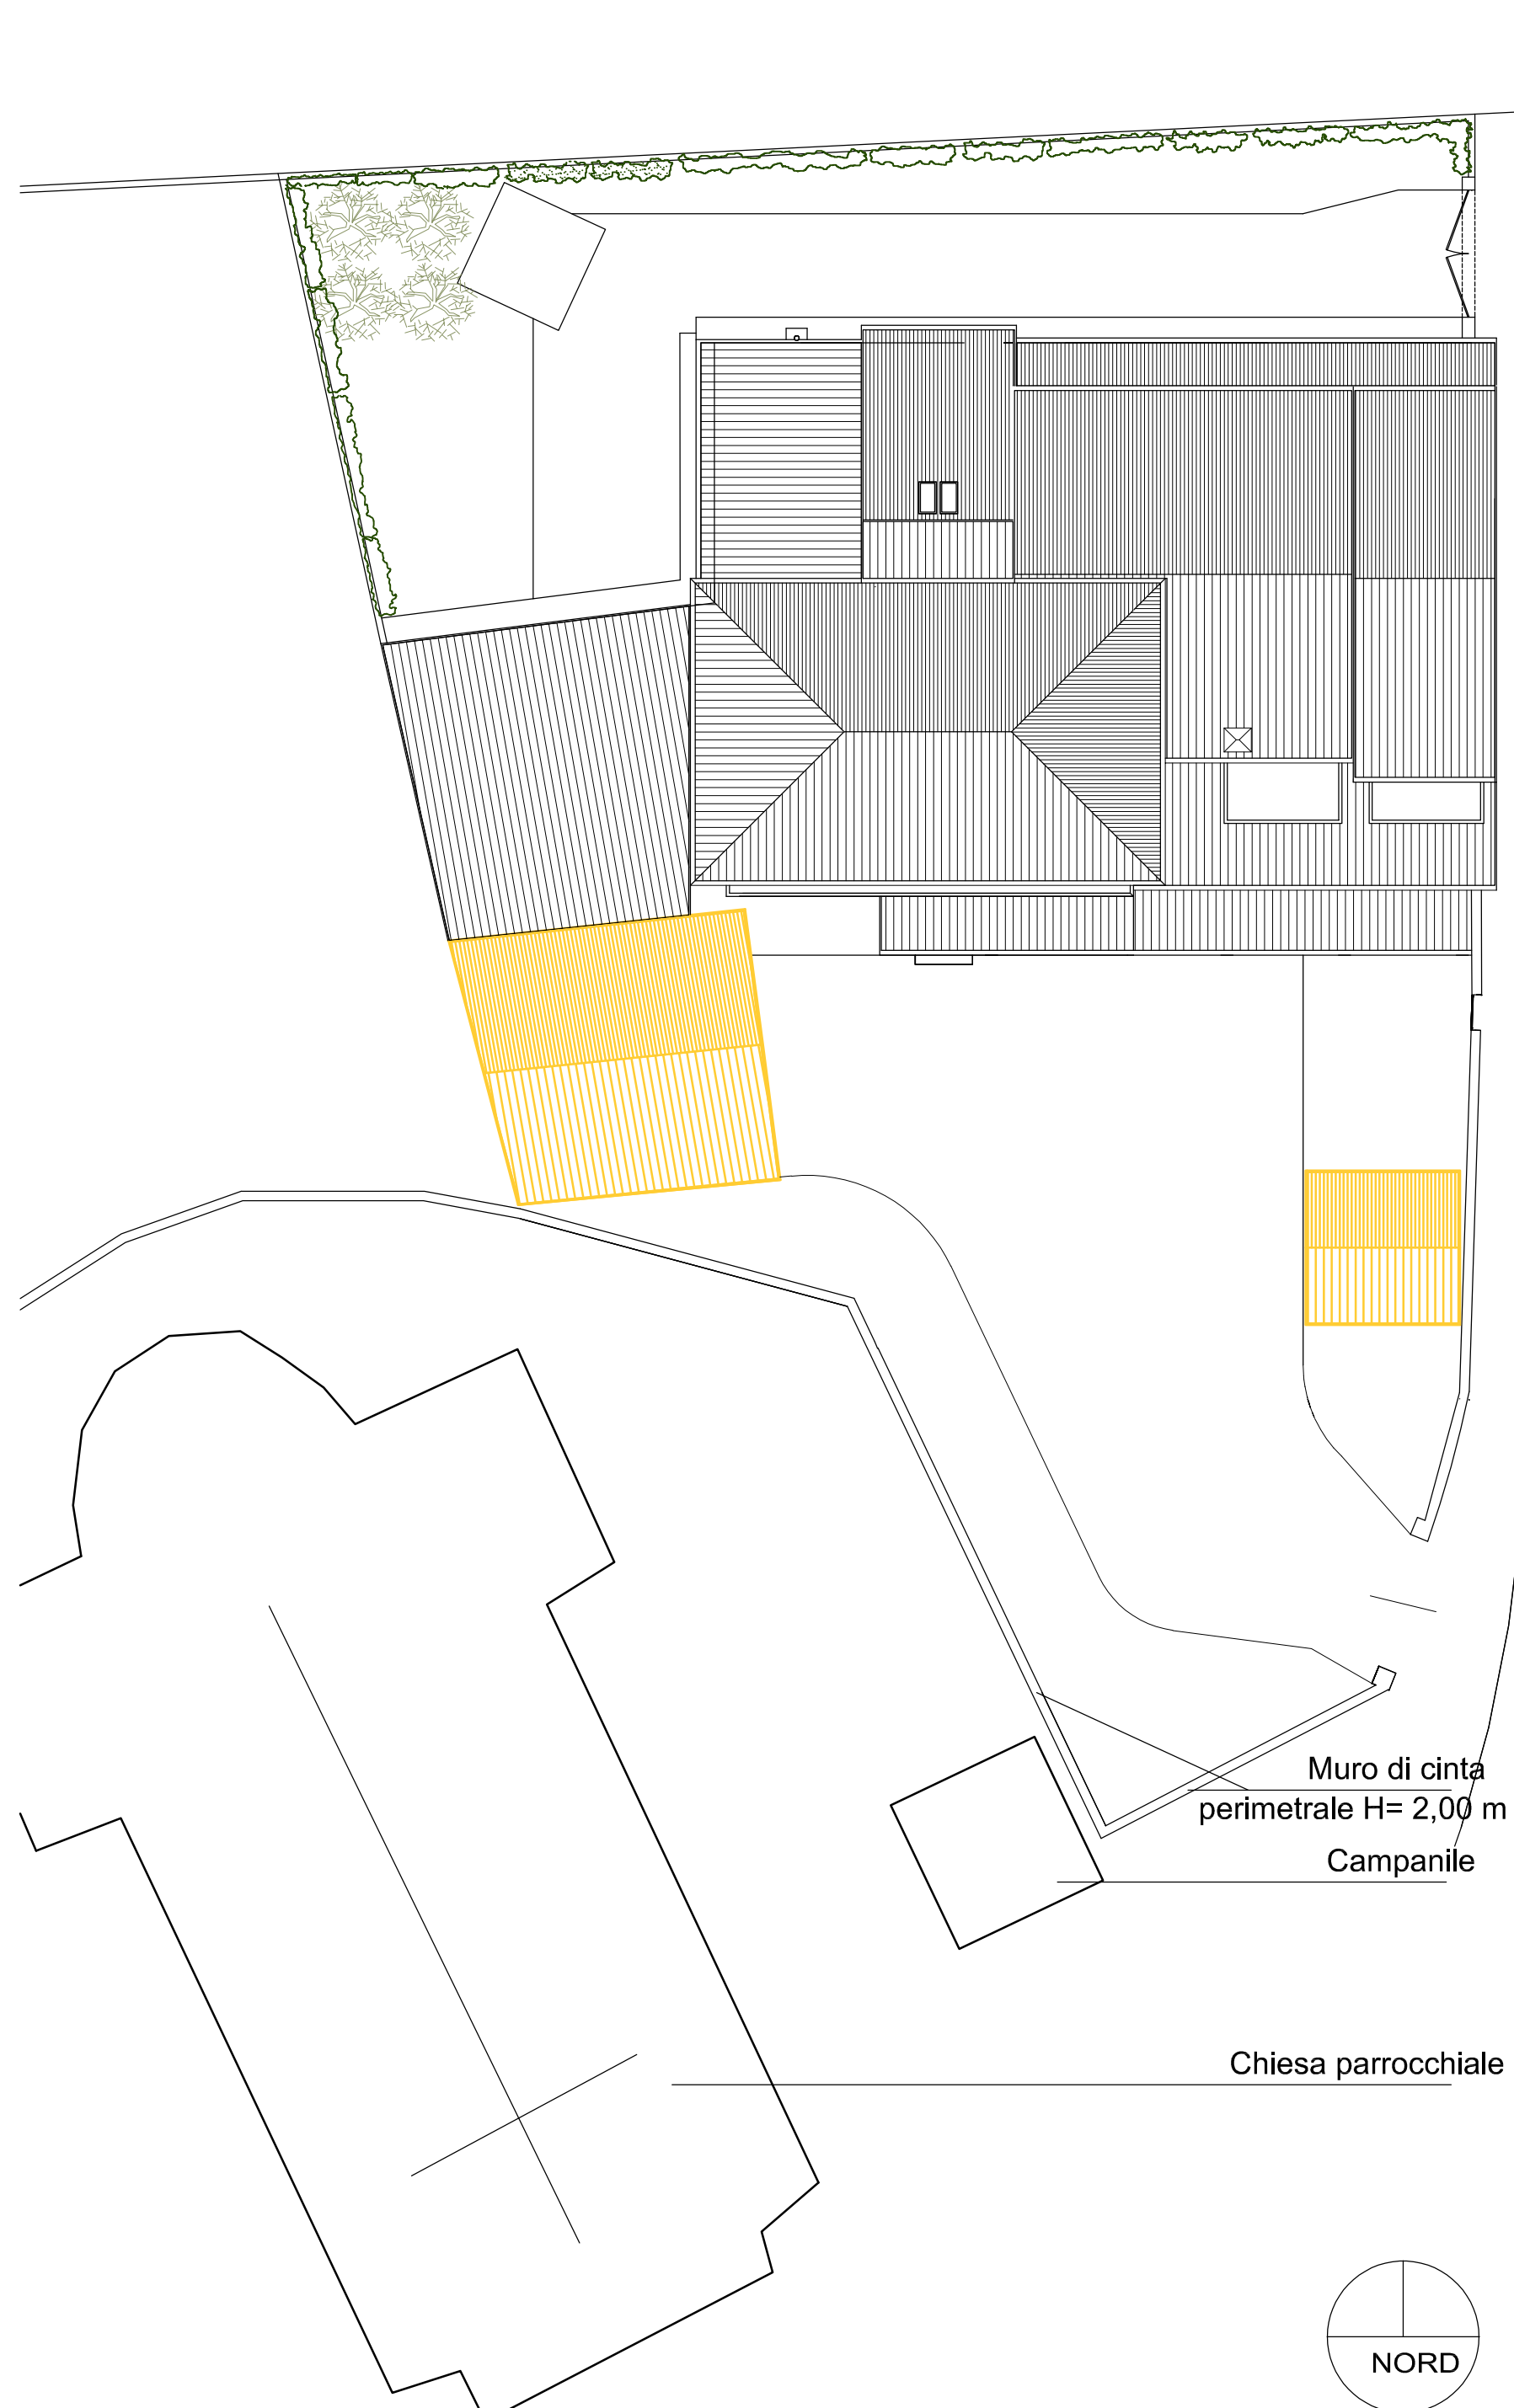 Muro di cinta
perimetrale H= 2,00 m
Campanile
Chiesa parrocchiale
NORD